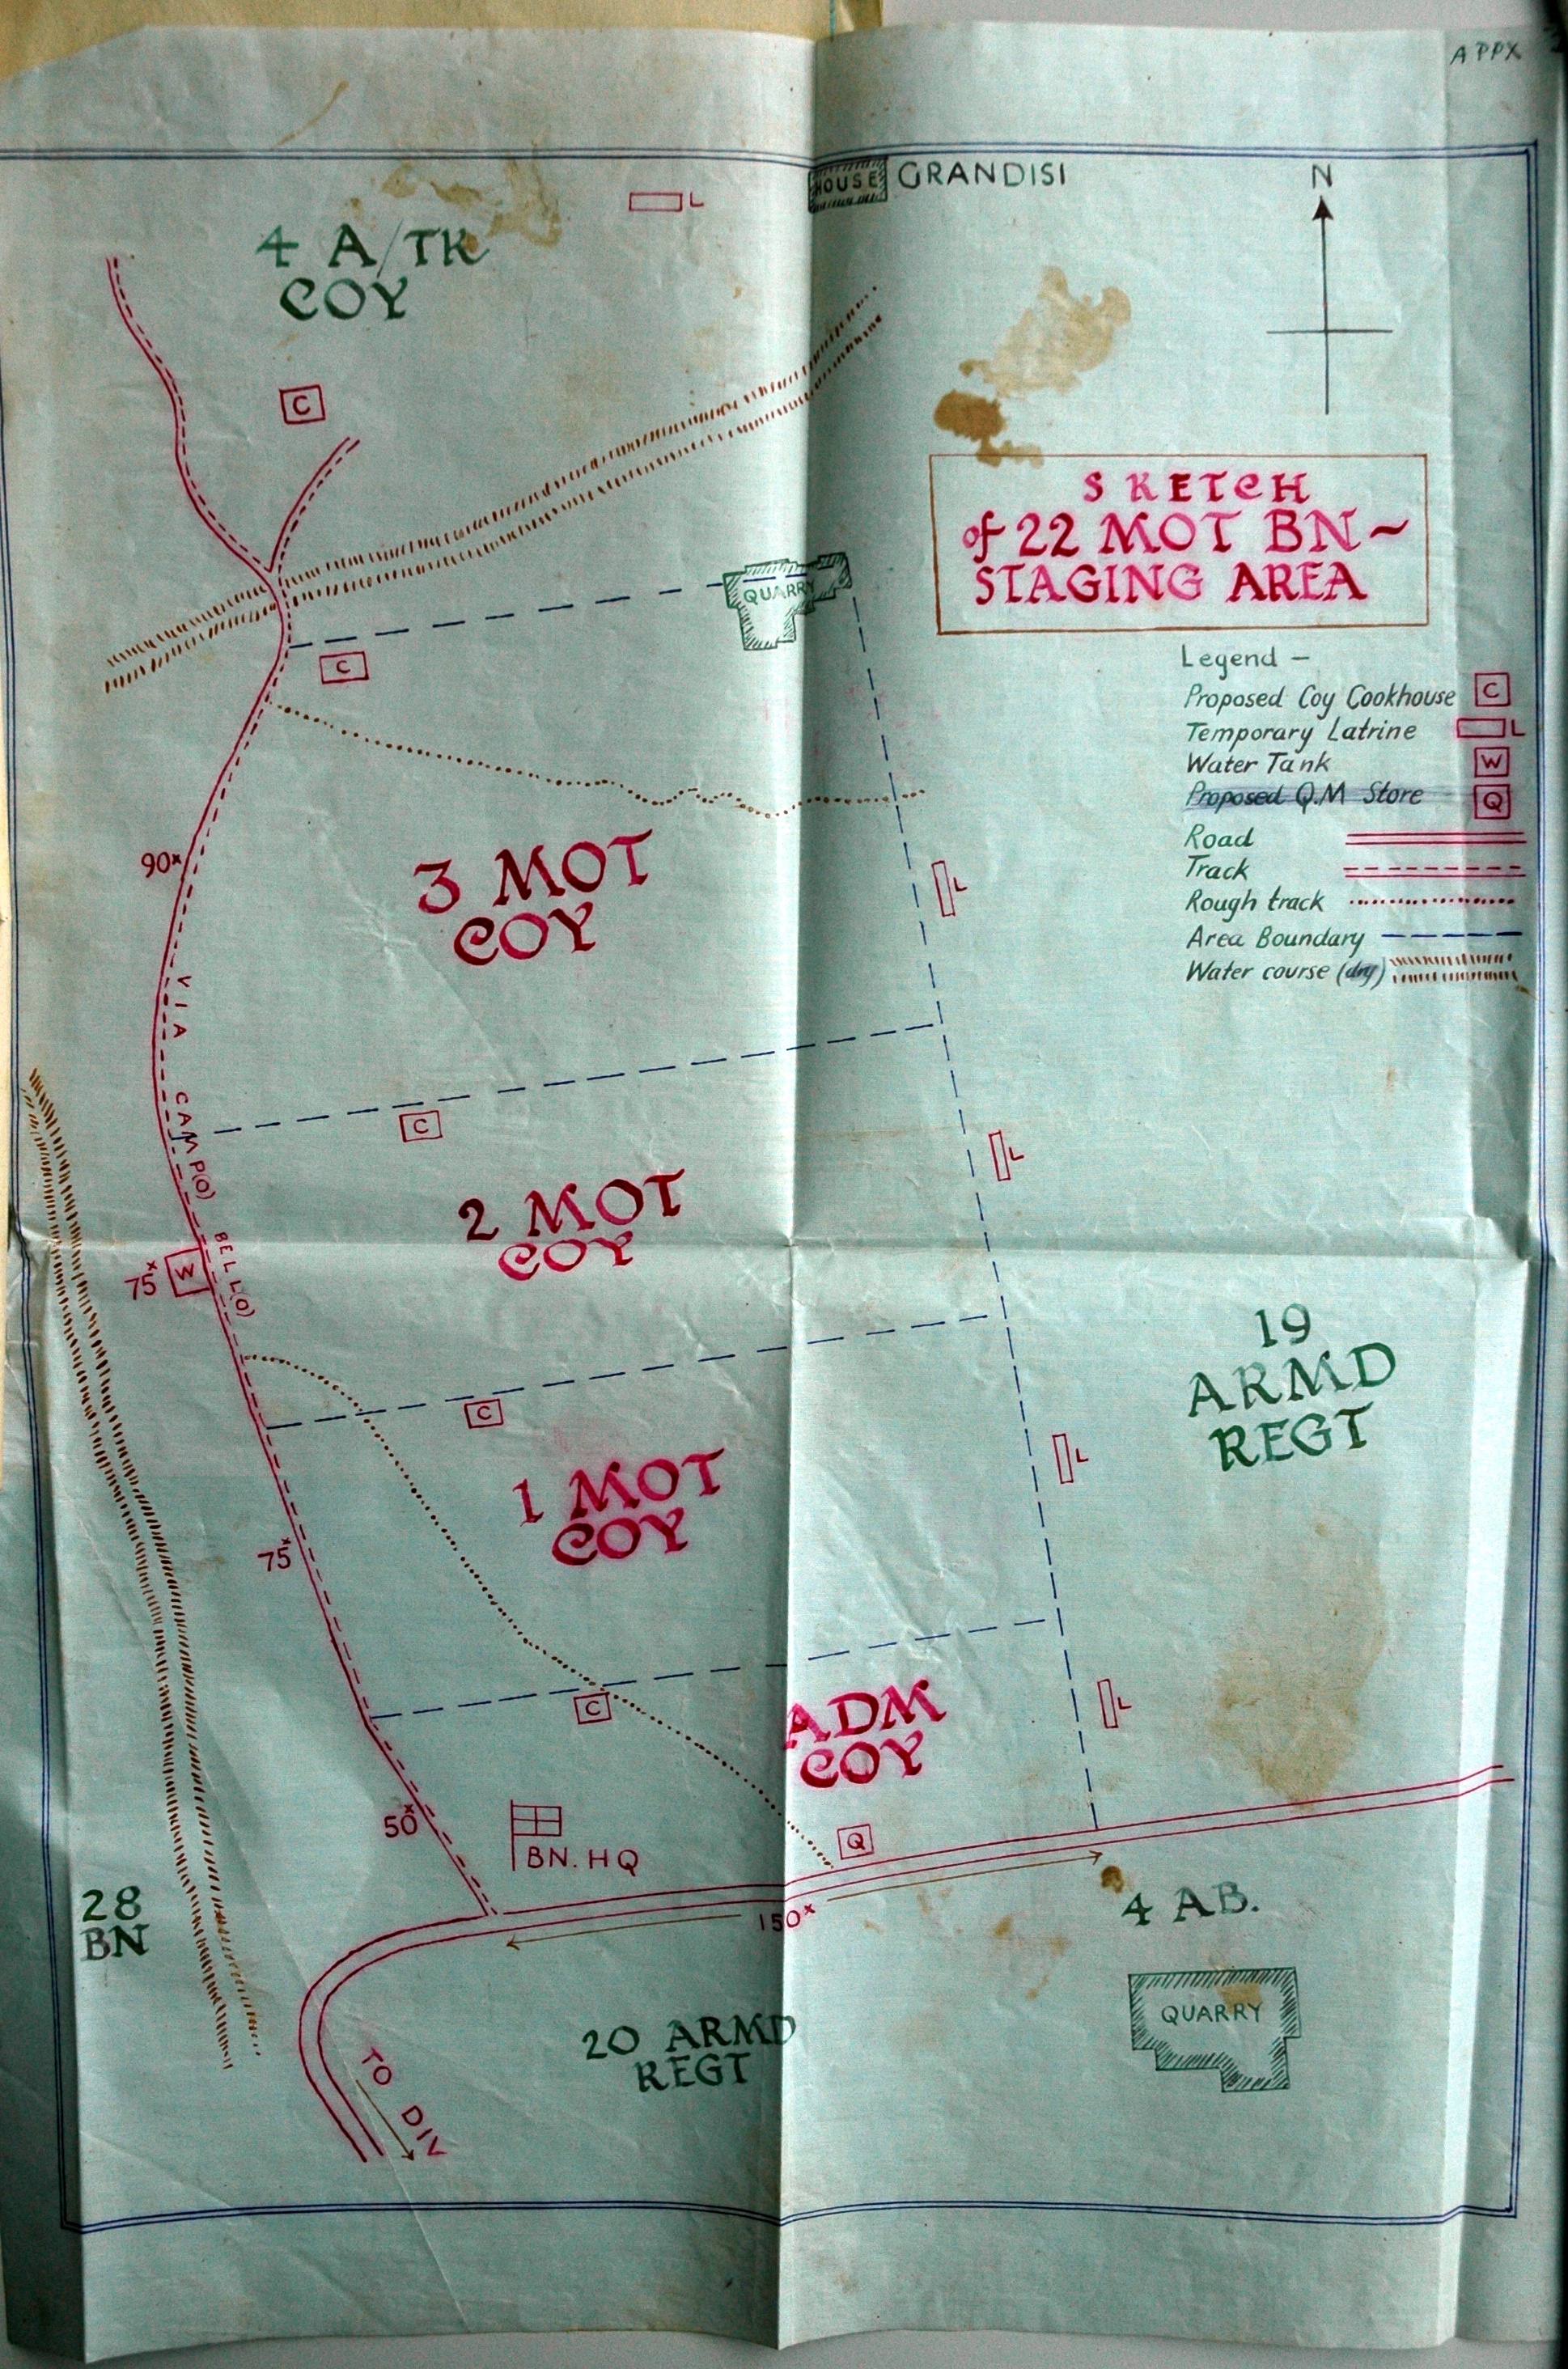 APPX
HOUSE GRANDISI
N
L
4 A/TK
COY
C
SKETCH
of 22 MOT BN ~
STAGING AREA
QUARRY
C
Legend —
Proposed Coy Cookhouse C
Temporary Latrine L
Water Tank W
Proposed Q.M Store Q
Road
Track
Rough track
Area Boundary
Water course (dry)
90x
3 MOT
COY
L
VIA CAMP(O) BELL(O)
C
2 MOT
COY
L
75x W
19
ARMD
REGT
C
1 MOT
COY
L
75x
C
ADM
COY
L
50x
BN. HQ
Q
28
BN
150x
4 AB.
QUARRY
20 ARMD
REGT
TO DIV